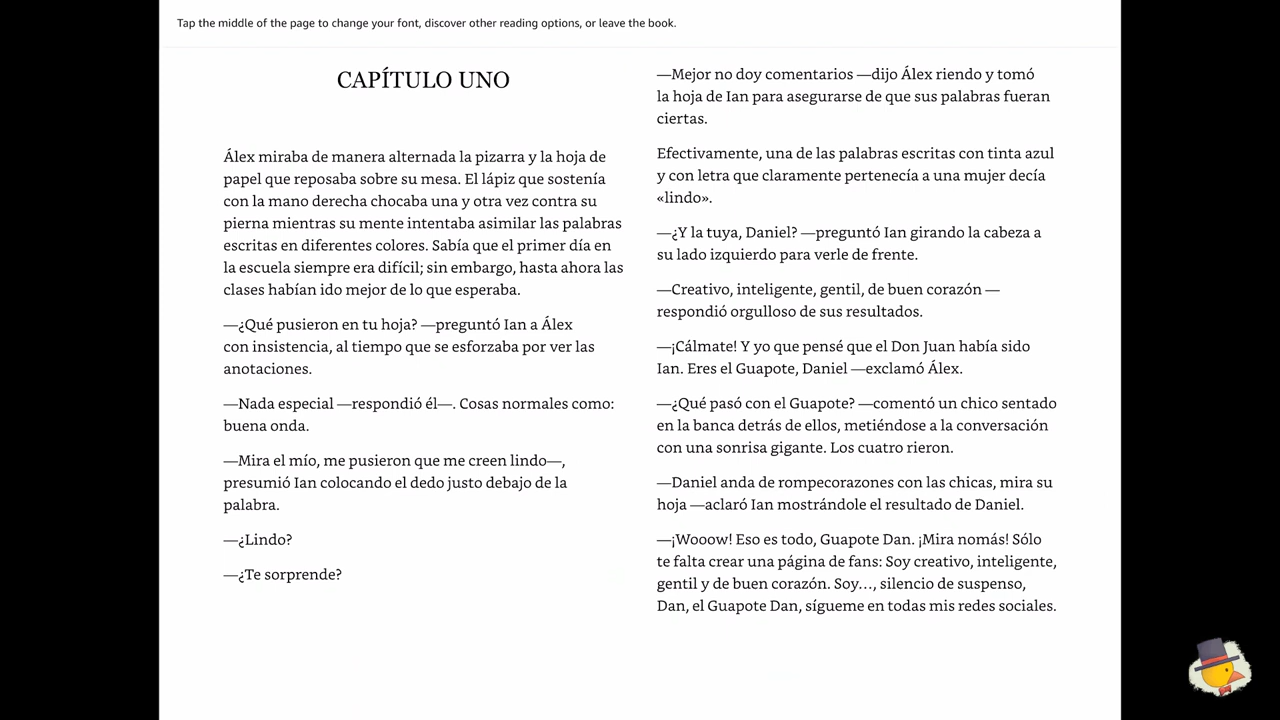 Tap the middle of the page to change your font, discover other reading options, or leave the book.
CAPÍTULO UNO
Álex miraba de manera alternada la pizarra y la hoja de
papel que reposaba sobre su mesa. El lápiz que sostenía
con la mano derecha chocaba una y otra vez contra su
pierna mientras su mente intentaba asimilar las palabras
escritas en diferentes colores. Sabía que el primer día en
la escuela siempre era difícil; sin embargo, hasta ahora las
clases habían ido mejor de lo que esperaba.
—¿Qué pusieron en tu hoja? —preguntó Ian a Álex
con insistencia, al tiempo que se esforzaba por ver las
anotaciones.
—Nada especial —respondió él—. Cosas normales como:
buena onda.
—Mira el mío, me pusieron que me creen lindo—,
presumió Ian colocando el dedo justo debajo de la
palabra.
—¿Lindo?
—¿Te sorprende?
—Mejor no doy comentarios —dijo Álex riendo y tomó
la hoja de Ian para asegurarse de que sus palabras fueran
ciertas.
Efectivamente, una de las palabras escritas con tinta azul
y con letra que claramente pertenecía a una mujer decía
«lindo».
—¿Y la tuya, Daniel? —preguntó Ian girando la cabeza a
su lado izquierdo para verle de frente.
—Creativo, inteligente, gentil, de buen corazón —
respondió orgulloso de sus resultados.
—¡Cálmate! Y yo que pensé que el Don Juan había sido
Ian. Eres el Guapote, Daniel —exclamó Álex.
—¿Qué pasó con el Guapote? —comentó un chico sentado
en la banca detrás de ellos, metiéndose a la conversación
con una sonrisa gigante. Los cuatro rieron.
—Daniel anda de rompecorazones con las chicas, mira su
hoja —aclaró Ian mostrándole el resultado de Daniel.
—¡Wooow! Eso es todo, Guapote Dan. ¡Mira nomás! Sólo
te falta crear una página de fans: Soy creativo, inteligente,
gentil y de buen corazón. Soy…, silencio de suspenso,
Dan, el Guapote Dan, sígueme en todas mis redes sociales.